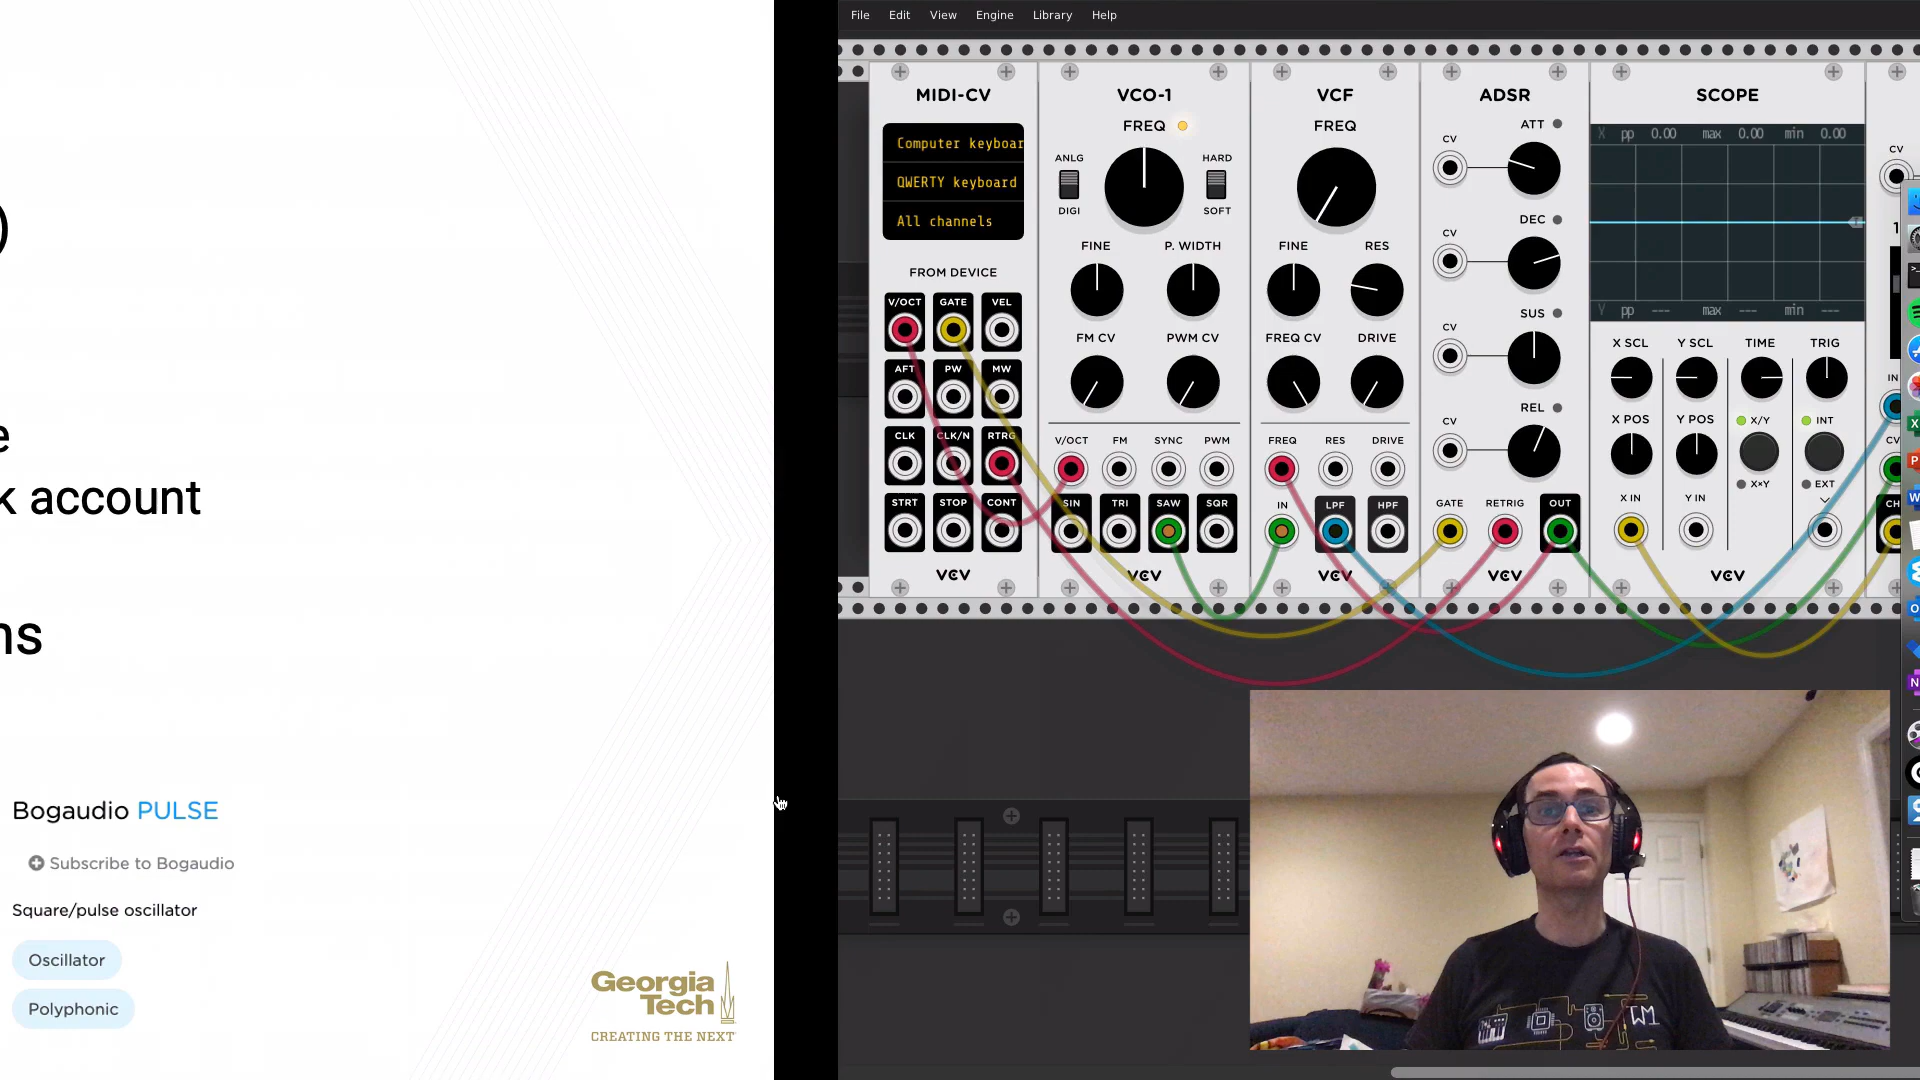 )
e
k account
ns
Bogaudio PULSE
Subscribe to Bogaudio
Square/pulse oscillator
Oscillator
Polyphonic
Georgia
Tech
CREATING THE NEXT
File Edit View Engine Library Help
MIDI-CV
Computer keyboar
QWERTY keyboard
All channels
FROM DEVICE
V/OCT GATE VEL
AFT PW MW
CLK CLK/N RTRG
STRT STOP CONT
VCV
VCO-1
FREQ
ANLG HARD
DIGI SOFT
FINE P. WIDTH
FM CV PWM CV
V/OCT FM SYNC PWM
SIN TRI SAW SQR
VCV
VCF
FREQ
FINE RES
FREQ CV DRIVE
FREQ RES DRIVE
IN LPF HPF
VCV
ADSR
ATT
CV
DEC
CV
SUS
CV
REL
CV
GATE RETRIG OUT
VCV
SCOPE
X pp 0.00 max 0.00 min 0.00
Y pp --- max --- min ---
X SCL Y SCL TIME TRIG
X POS Y POS X/Y INT
X×Y EXT
X IN Y IN
VCV
CV
1
IN
CV
CH